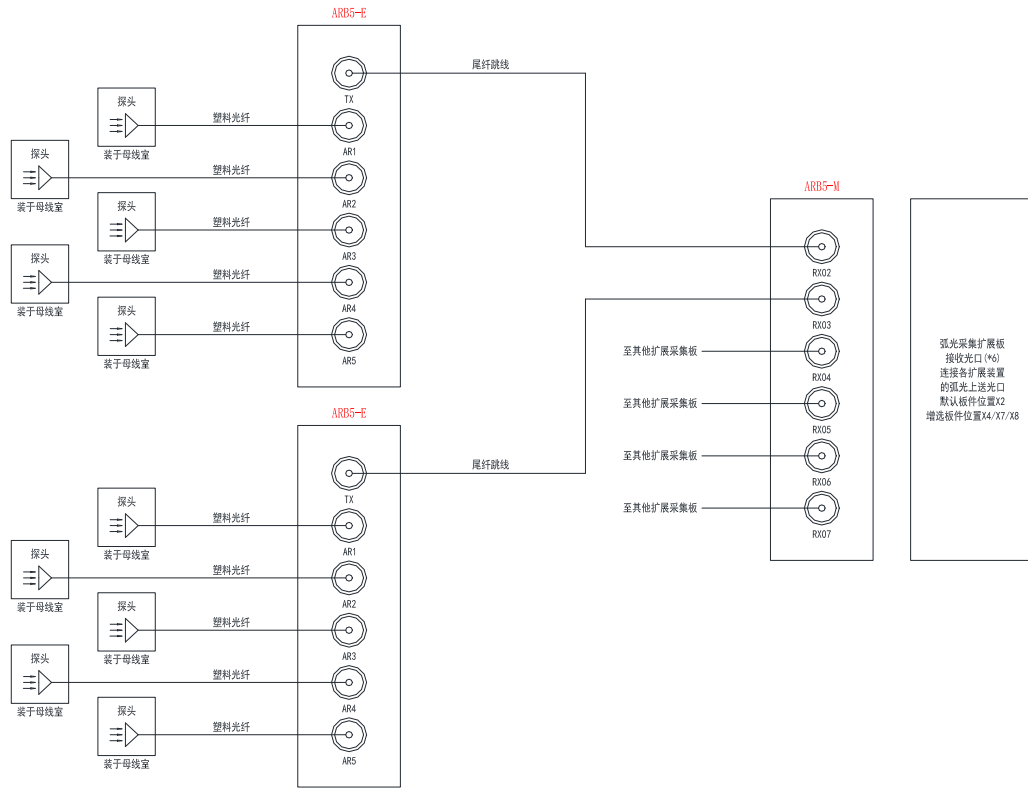 ARB5-E
TX
尾纤跳线
探头
装于母线室
塑料光纤
AR1
探头
装于母线室
塑料光纤
AR2
探头
装于母线室
塑料光纤
AR3
探头
装于母线室
塑料光纤
AR4
探头
装于母线室
塑料光纤
AR5
ARB5-E
TX
尾纤跳线
探头
装于母线室
塑料光纤
AR1
探头
装于母线室
塑料光纤
AR2
探头
装于母线室
塑料光纤
AR3
探头
装于母线室
塑料光纤
AR4
探头
装于母线室
塑料光纤
AR5
ARB5-M
RX02
RX03
至其他扩展采集板
RX04
至其他扩展采集板
RX05
至其他扩展采集板
RX06
至其他扩展采集板
RX07
弧光采集扩展板
接收光口(*6)
连接各扩展装置
的弧光上送光口
默认板件位置X2
增选板件位置X4/X7/X8